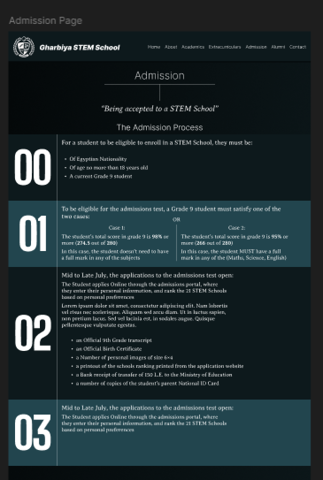 Admission Page
Gharbiya STEM School
Home About Academics Extracurriculars Admission Alumni Contact
Admission
"Being accepted to a STEM School"
The Admission Process
00
For a student to be eligible to enroll in a STEM School, they must be:
• Of Egyptian Nationality
• Of age no more than 18 years old
• A current Grade 9 student
01
To be eligible for the admissions test, a Grade 9 student must satisfy one of the
two cases:
OR
Case 1:
The student's total score in grade 9 is 98% or
more (274.5 out of 280)
In this case, the student doesn't need to have
a full mark in any of the subjects
Case 2:
The student's total score in grade 9 is 95% or
more (266 out of 280)
In this case, the student MUST have a full
mark in any of the (Maths, Science, English)
02
Mid to Late July, the applications to the admissions test open:
The Student applies Online through the admissions portal, where
they enter their personal information, and rank the 21 STEM Schools
based on personal preferences
Lorem ipsum dolor sit amet, consectetur adipiscing elit. Nam lobortis
vel risus nec scelerisque. Aliquam sed arcu diam. Ut in luctus sapien,
non pretium lacus. Sed vel lacinia est, in sodales augue. Quisque
pellentesque vulputate egestas.
• an Official 9th Grade transcript
• an Official Birth Certificate
• a Number of personal images of size 6×4
• a printout of the schools ranking printed from the application website
• a Bank receipt of transfer of 150 L.E. to the Ministry of Education
• a number of copies of the student's parent National ID Card
03
Mid to Late July, the applications to the admissions test open:
The Student applies Online through the admissions portal, where
they enter their personal information, and rank the 21 STEM Schools
based on personal preferences